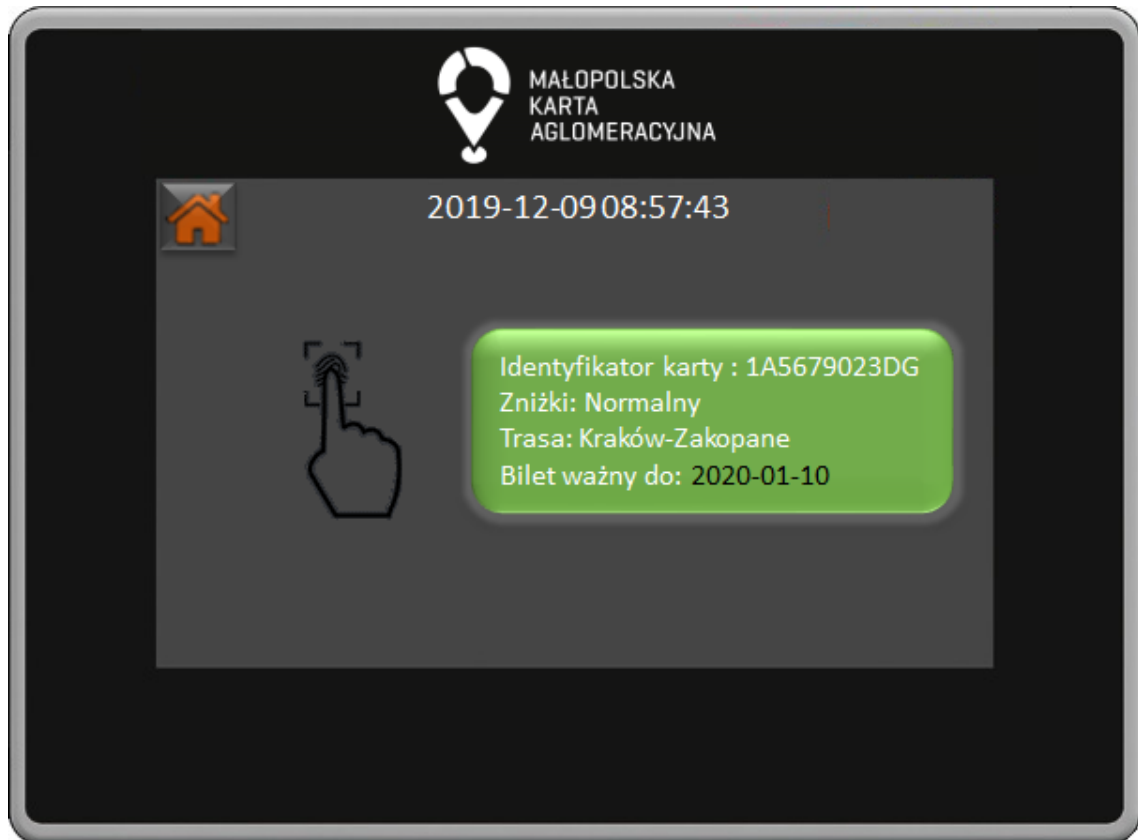 MAŁOPOLSKA
KARTA
AGLOMERACYJNA
2019-12-09 08:57:43
Identyfikator karty : 1A5679023DG
Zniżki: Normalny
Trasa: Kraków-Zakopane
Bilet ważny do: 2020-01-10